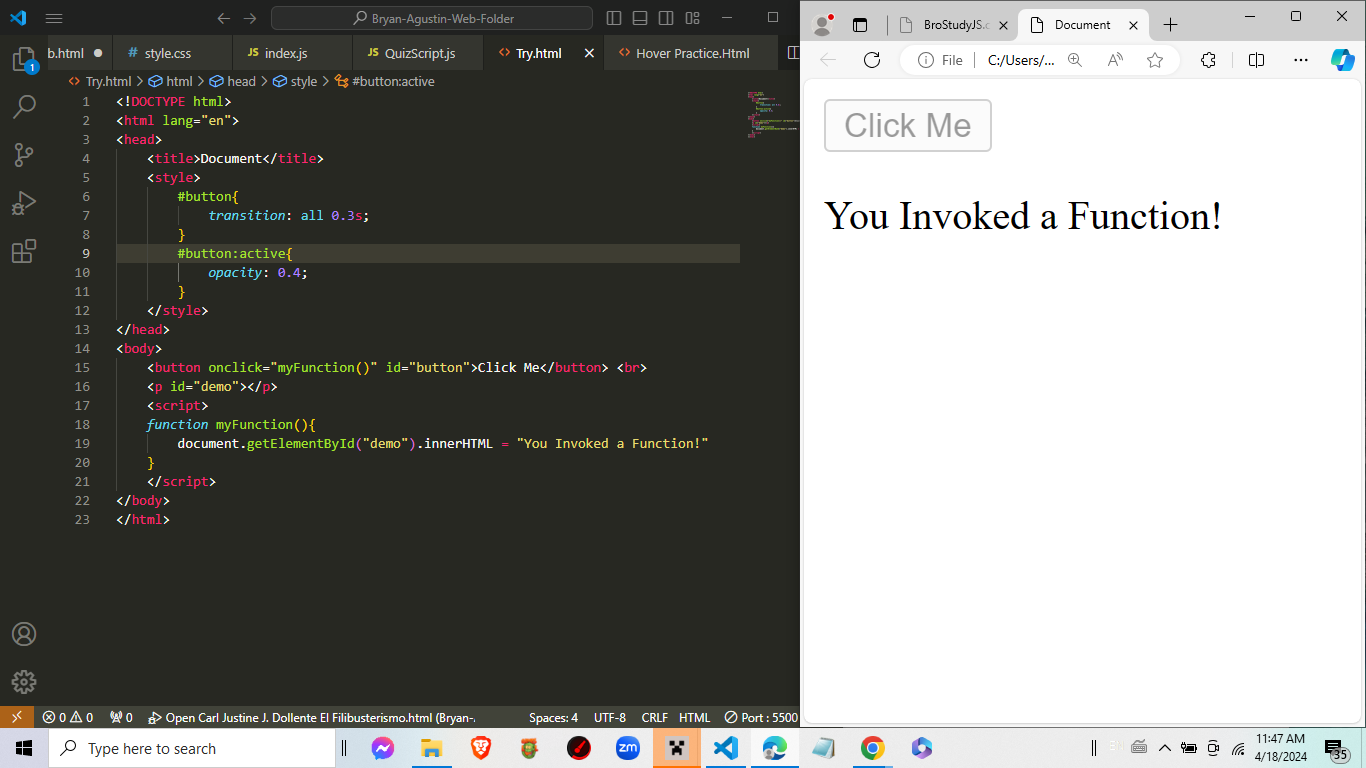 Bryan-Agustin-Web-Folder
b.html
# style.css
JS index.js
JS QuizScript.js
<> Try.html
<> Hover Practice.Html
<> Try.html > html > head > style > #button:active
1 <!DOCTYPE html>
2 <html lang="en">
3 <head>
4 <title>Document</title>
5 <style>
6 #button{
7 transition: all 0.3s;
8 }
9 #button:active{
10 opacity: 0.4;
11 }
12 </style>
13 </head>
14 <body>
15 <button onclick="myFunction()" id="button">Click Me</button> <br>
16 <p id="demo"></p>
17 <script>
18 function myFunction(){
19 document.getElementById("demo").innerHTML = "You Invoked a Function!"
20 }
21 </script>
22 </body>
23 </html>
1
0 0 0 Open Carl Justine J. Dollente El Filibusterismo.html (Bryan-
Spaces: 4 UTF-8 CRLF HTML Port : 5500
BroStudyJS.c
Document
File C:/Users/...
Click Me
You Invoked a Function!
Type here to search
zm
11:47 AM
4/18/2024
35